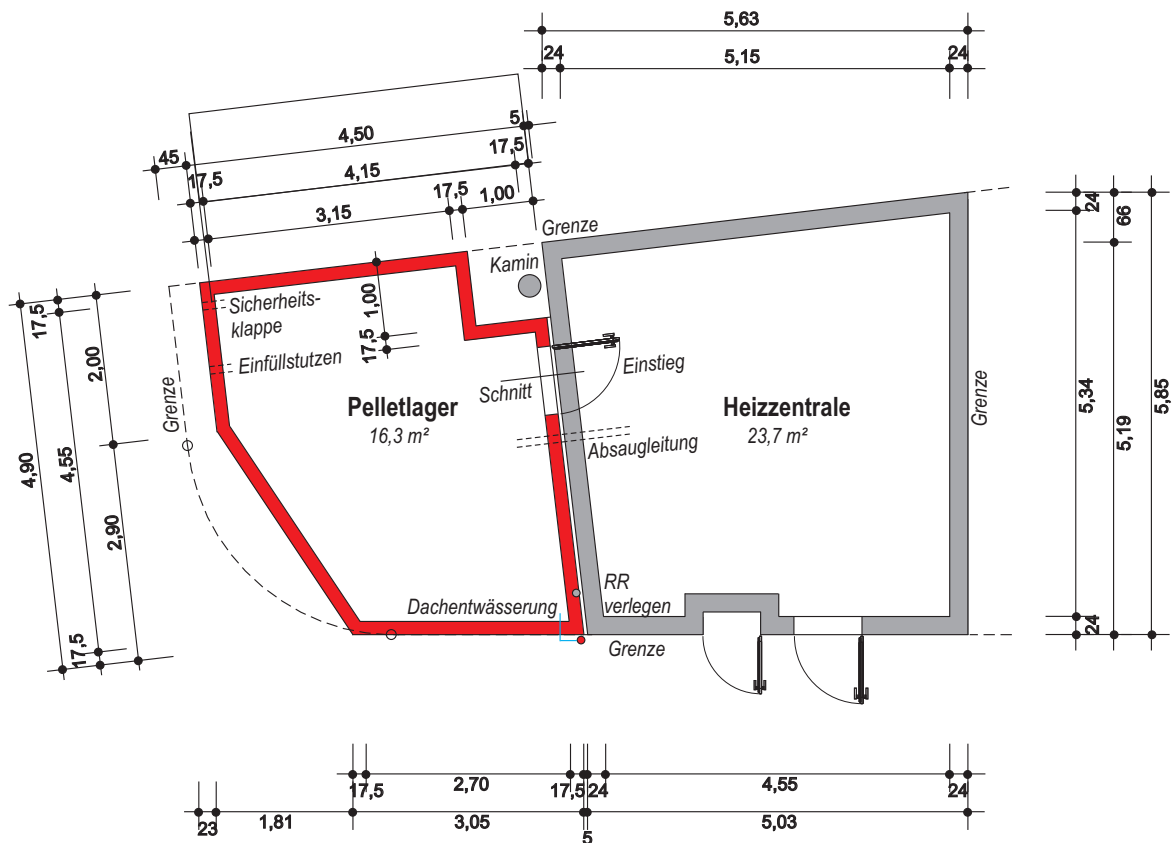 5,63
24
5,15
24
5
4,50
45
17,5
17,5
4,15
17,5
1,00
3,15
Grenze
Kamin
Sicherheits-
klappe
1,00
17,5
Einfüllstutzen
Einstieg
Schnitt
Pelletlager
16,3 m²
Heizzentrale
23,7 m²
Absaugleitung
Grenze
Grenze
17,5
2,00
4,90
4,55
2,90
17,5
24
66
5,34
5,19
5,85
24
RR
verlegen
Dachentwässerung
Grenze
17,5
2,70
17,5
24
4,55
24
23
1,81
3,05
5
5,03